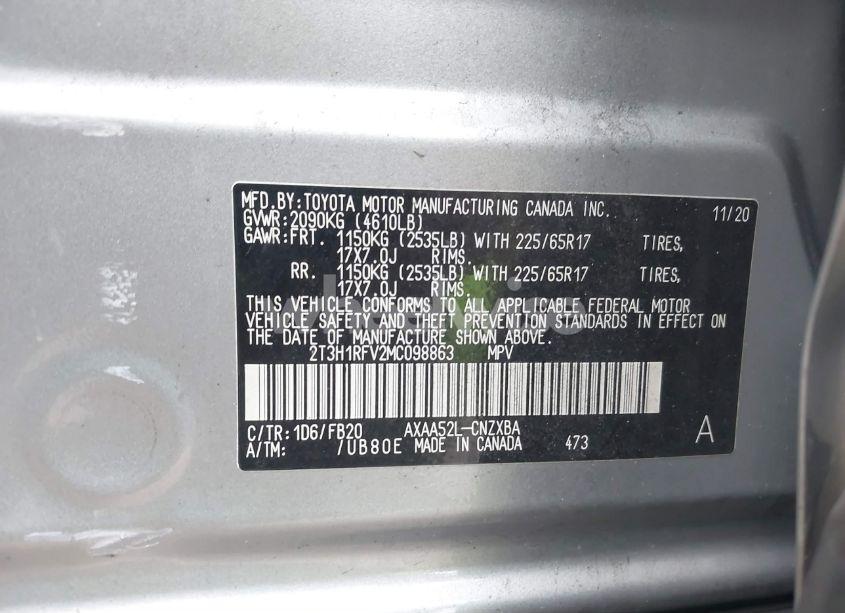 MFD.BY:TOYOTA MOTOR MANUFACTURING CANADA INC. 11/20
GVWR:2090KG (4610LB)
GAWR:FRT. 1150KG (2535LB) WITH 225/65R17 TIRES,
17X7.0J RIMS.
RR. 1150KG (2535LB) WITH 225/65R17 TIRES,
17X7.0J RIMS.
THIS VEHICLE CONFORMS TO ALL APPLICABLE FEDERAL MOTOR
VEHICLE SAFETY AND THEFT PREVENTION STANDARDS IN EFFECT ON
THE DATE OF MANUFACTURE SHOWN ABOVE.
2T3H1RFV2MC098863 MPV
C/TR:1D6/FB20 AXAA52L-CNZXBA A
A/TM: /UB80E MADE IN CANADA 473